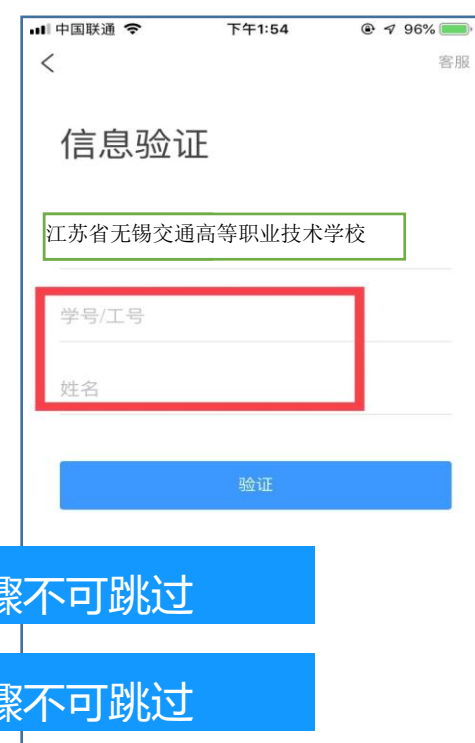 中国联通 下午1:54 96%
客服
信息验证
江苏省无锡交通高等职业技术学校
学号/工号
姓名
验证
骤不可跳过
骤不可跳过